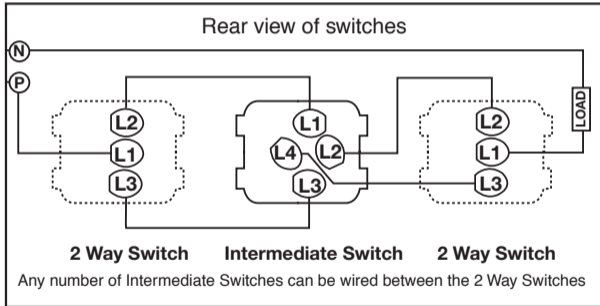 Rear view of switches
N
P
L2
L1
L3
L1
L4
L2
L3
L2
L1
L3
LOAD
2 Way Switch
Intermediate Switch
2 Way Switch
Any number of Intermediate Switches can be wired between the 2 Way Switches